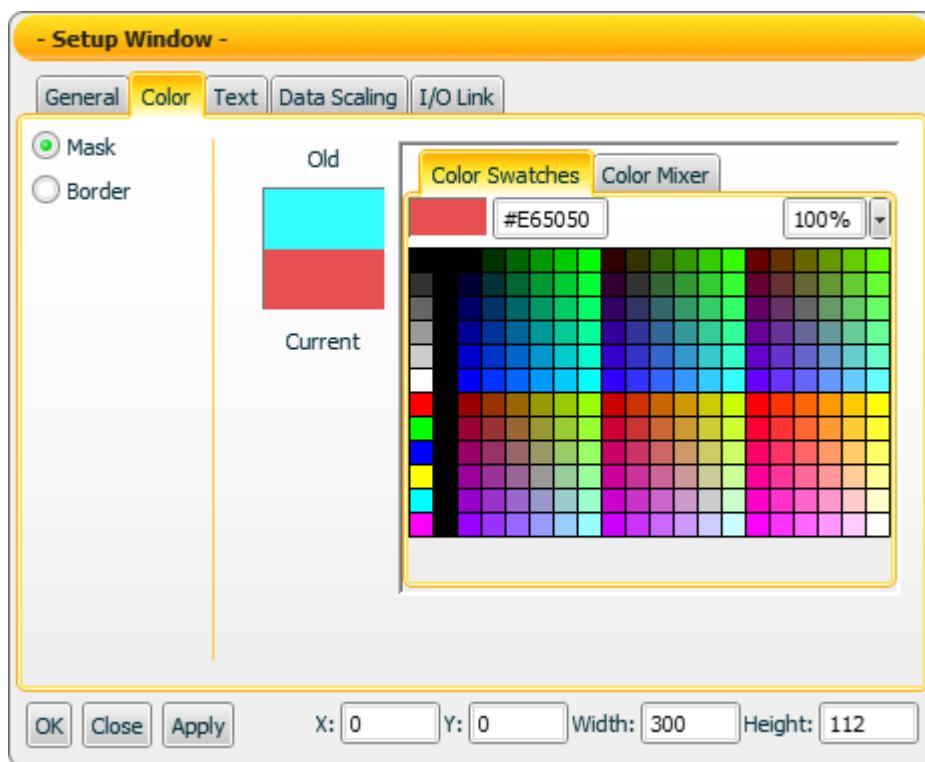 - Setup Window -
General Color Text Data Scaling I/O Link
Mask
Border
Old
Current
Color Swatches Color Mixer
#E65050 100%
OK Close Apply X: 0 Y: 0 Width: 300 Height: 112